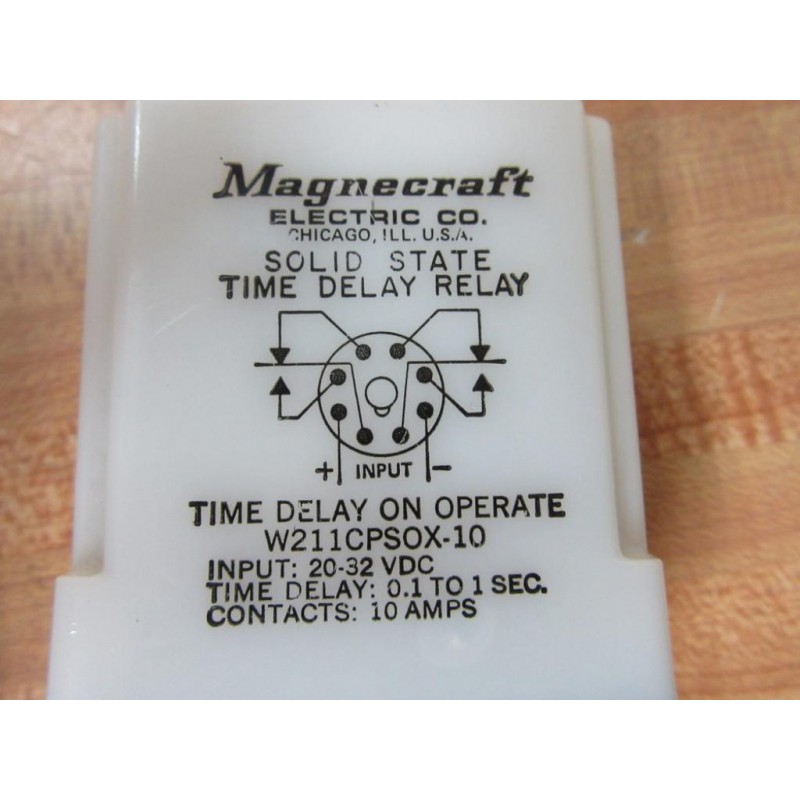 Magnecraft
ELECTRIC CO.
CHICAGO, ILL. U.S.A.
SOLID STATE
TIME DELAY RELAY
+ INPUT -
TIME DELAY ON OPERATE
W211CPSOX-10
INPUT: 20-32 VDC
TIME DELAY: 0.1 TO 1 SEC.
CONTACTS: 10 AMPS